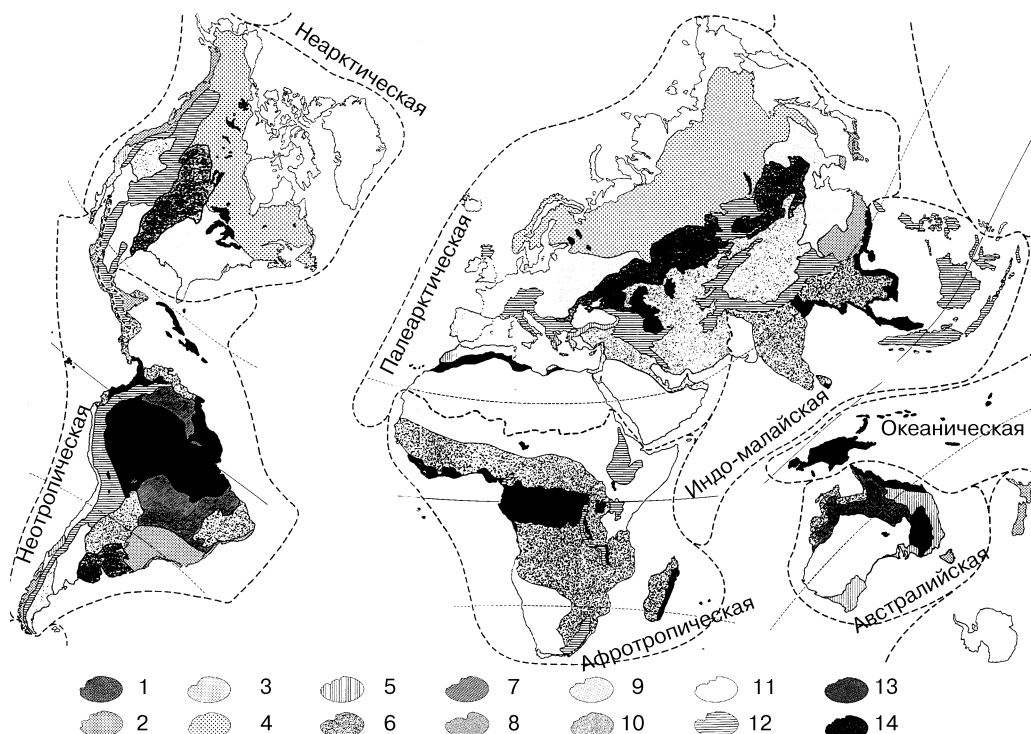 Неарктическая
Палеарктическая
Неотропическая
Индо-малайская
Океаническая
Афротропическая
Австралийская
1 3 5 7 9 11 13
2 4 6 8 10 12 14